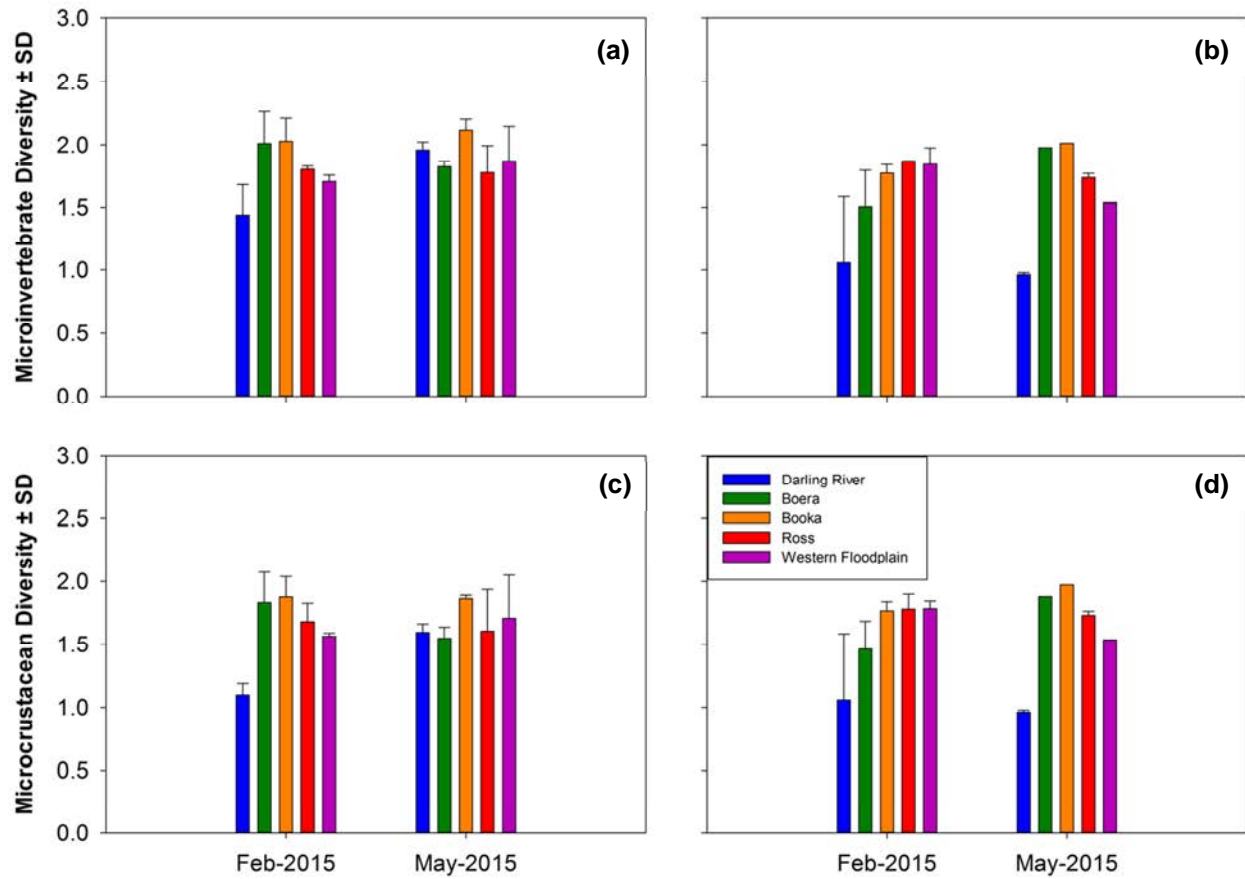 3.0
2.5
2.0
1.5
1.0
0.5
0.0
Microinvertebrate Diversity ± SD
(a)
(b)
3.0
2.5
2.0
1.5
1.0
0.5
0.0
Microcrustacean Diversity ± SD
(c)
(d)
Darling River
Boera
Booka
Ross
Western Floodplain
Feb-2015 May-2015
Feb-2015 May-2015